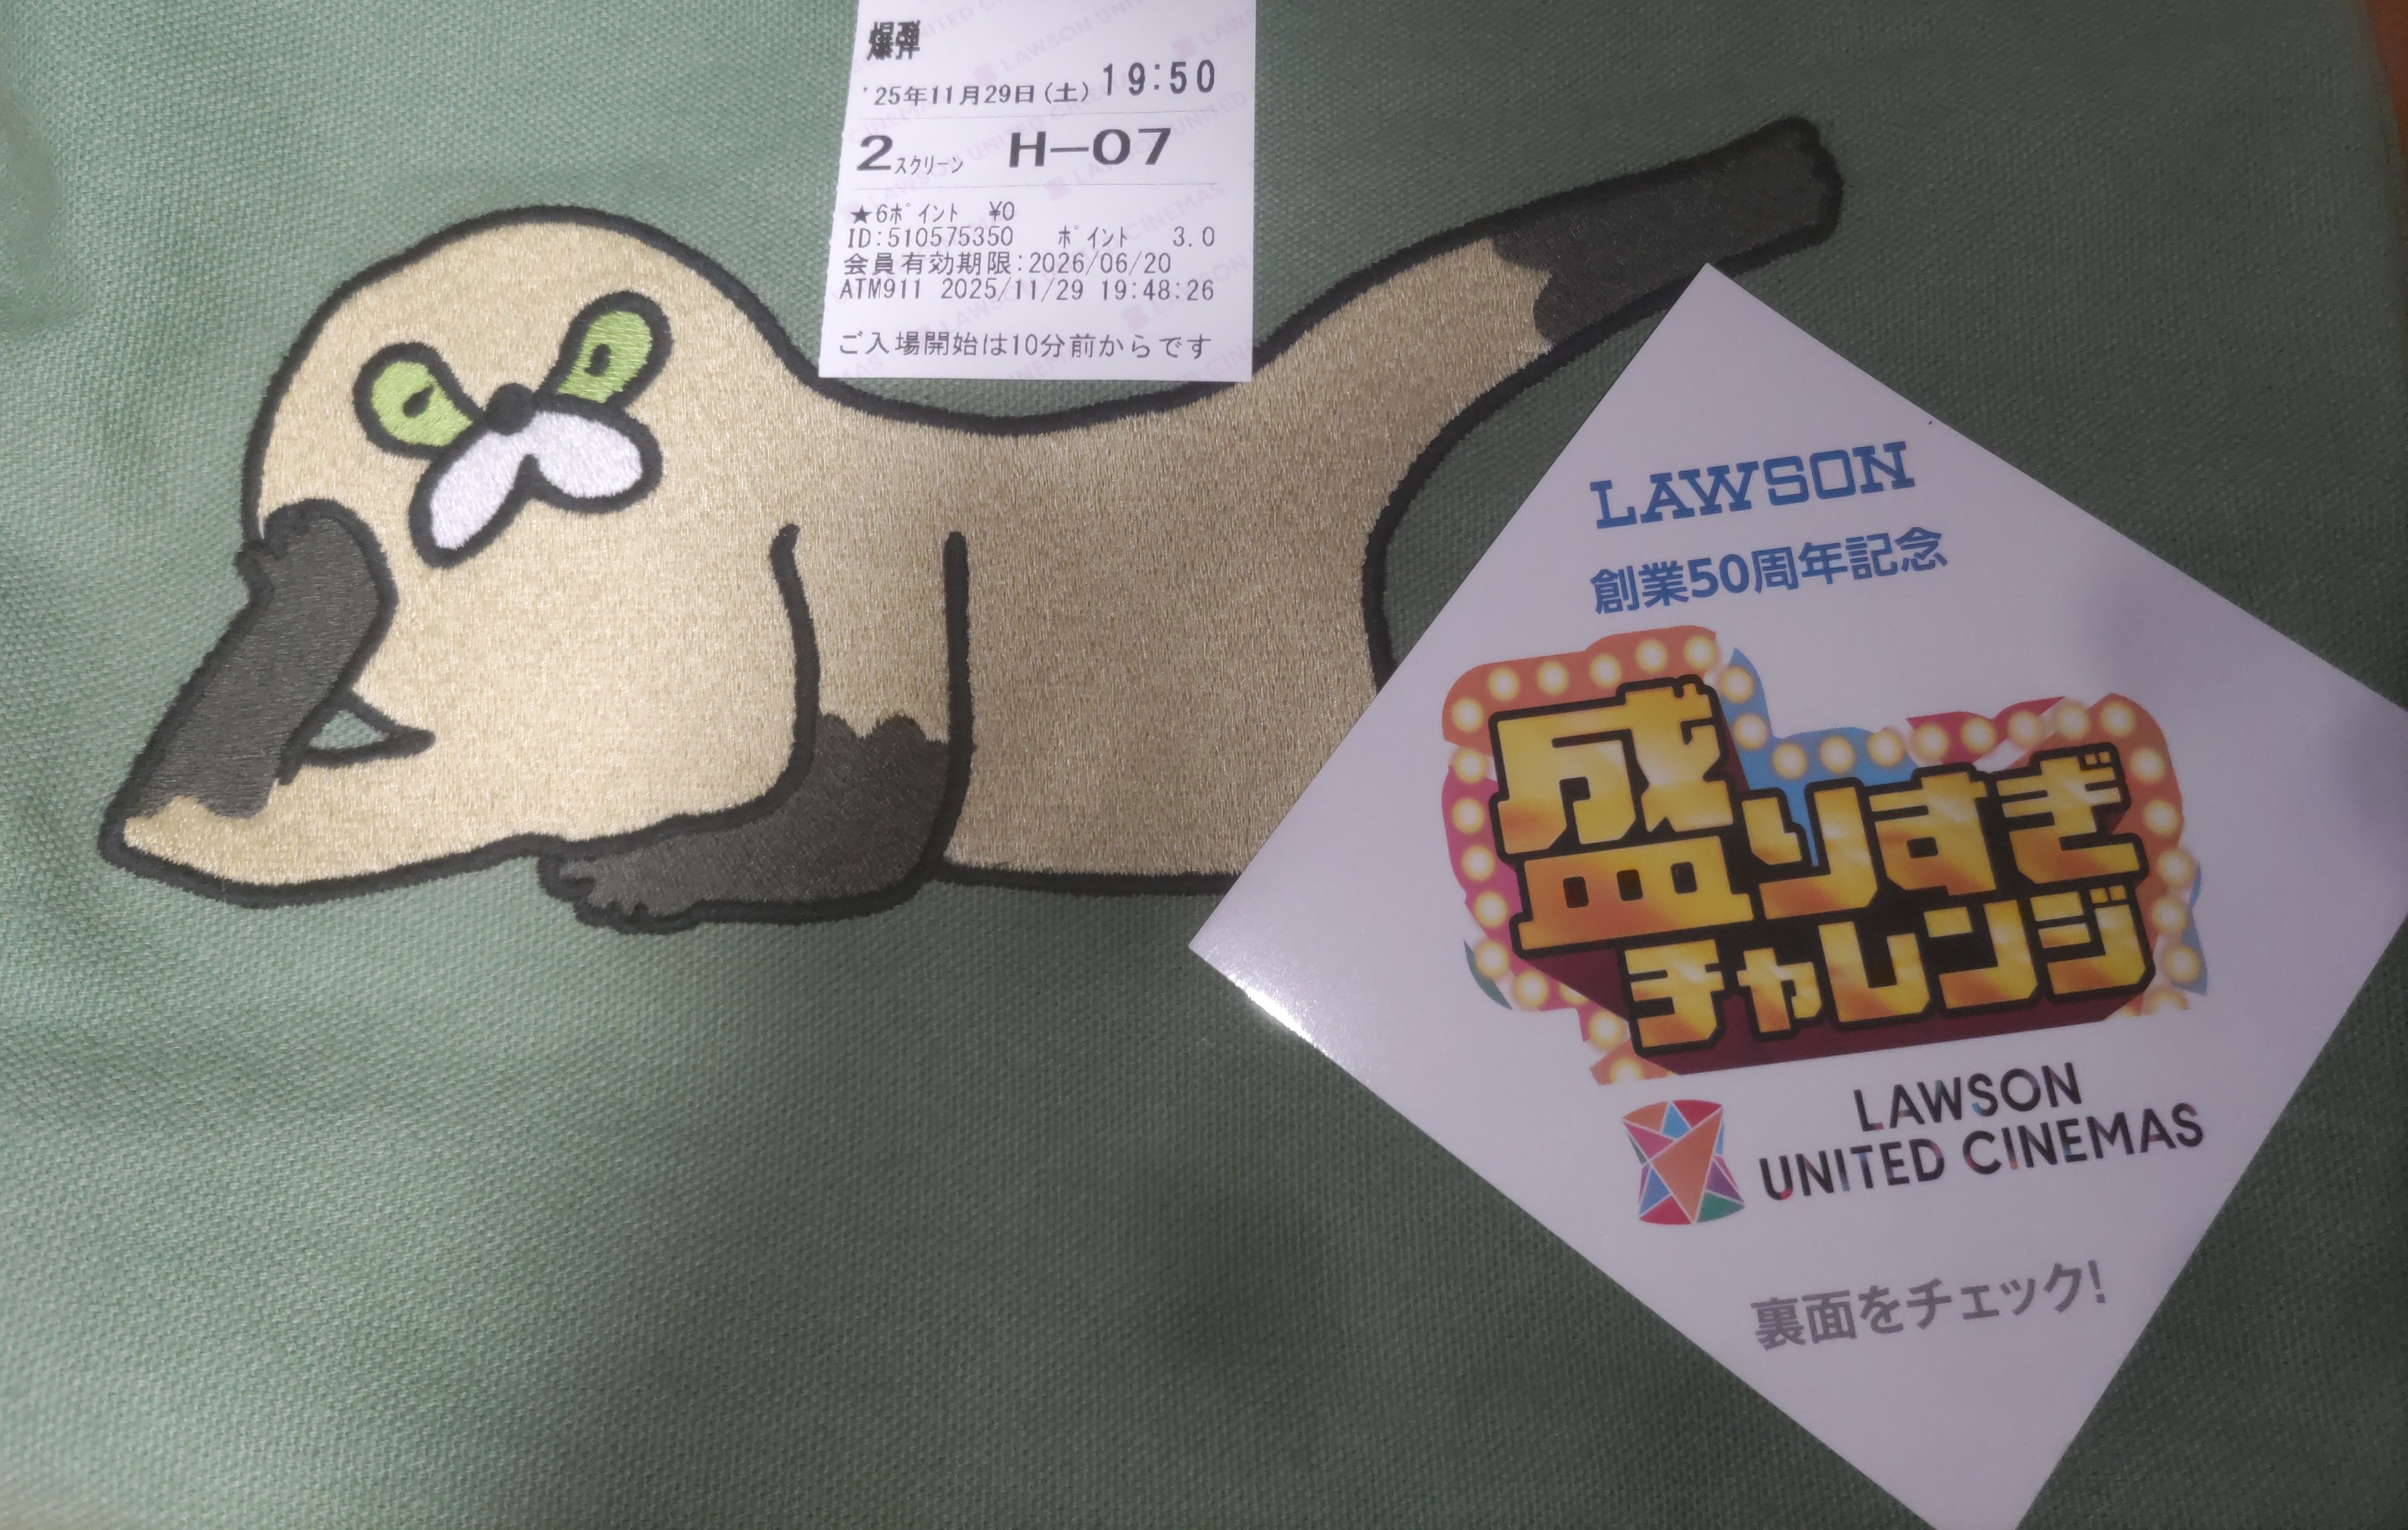 爆弾
'25年11月29日(土) 19:50
2スクリーン H-07
★6ポイント ¥0
ID:510575350 ポイント 3.0
会員有効期限:2026/06/20
ATM911 2025/11/29 19:48:26
ご入場開始は10分前からです
LAWSON
創業50周年記念
盛りすぎ
チャレンジ
LAWSON
UNITED CINEMAS
裏面をチェック!